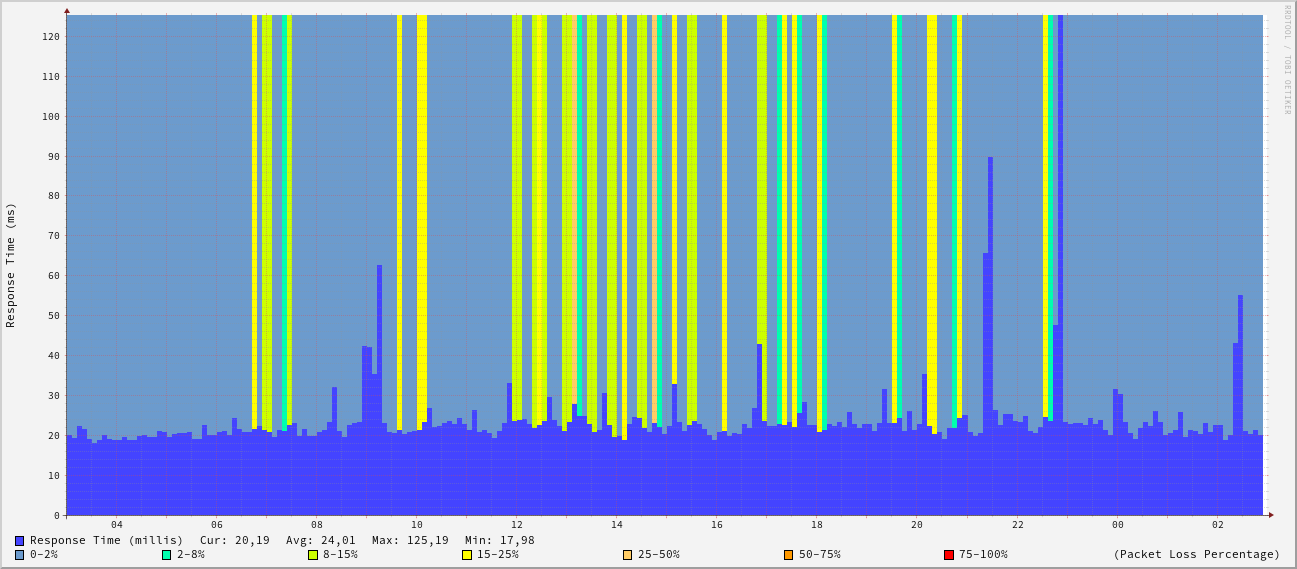 RRDTOOL / TOBI OETIKER
Response Time (ms)
120
110
100
90
80
70
60
50
40
30
20
10
0
04 06 08 10 12 14 16 18 20 22 00 02
Response Time (millis) Cur: 20,19 Avg: 24,01 Max: 125,19 Min: 17,98
0-2% 2-8% 8-15% 15-25% 25-50% 50-75% 75-100% (Packet Loss Percentage)